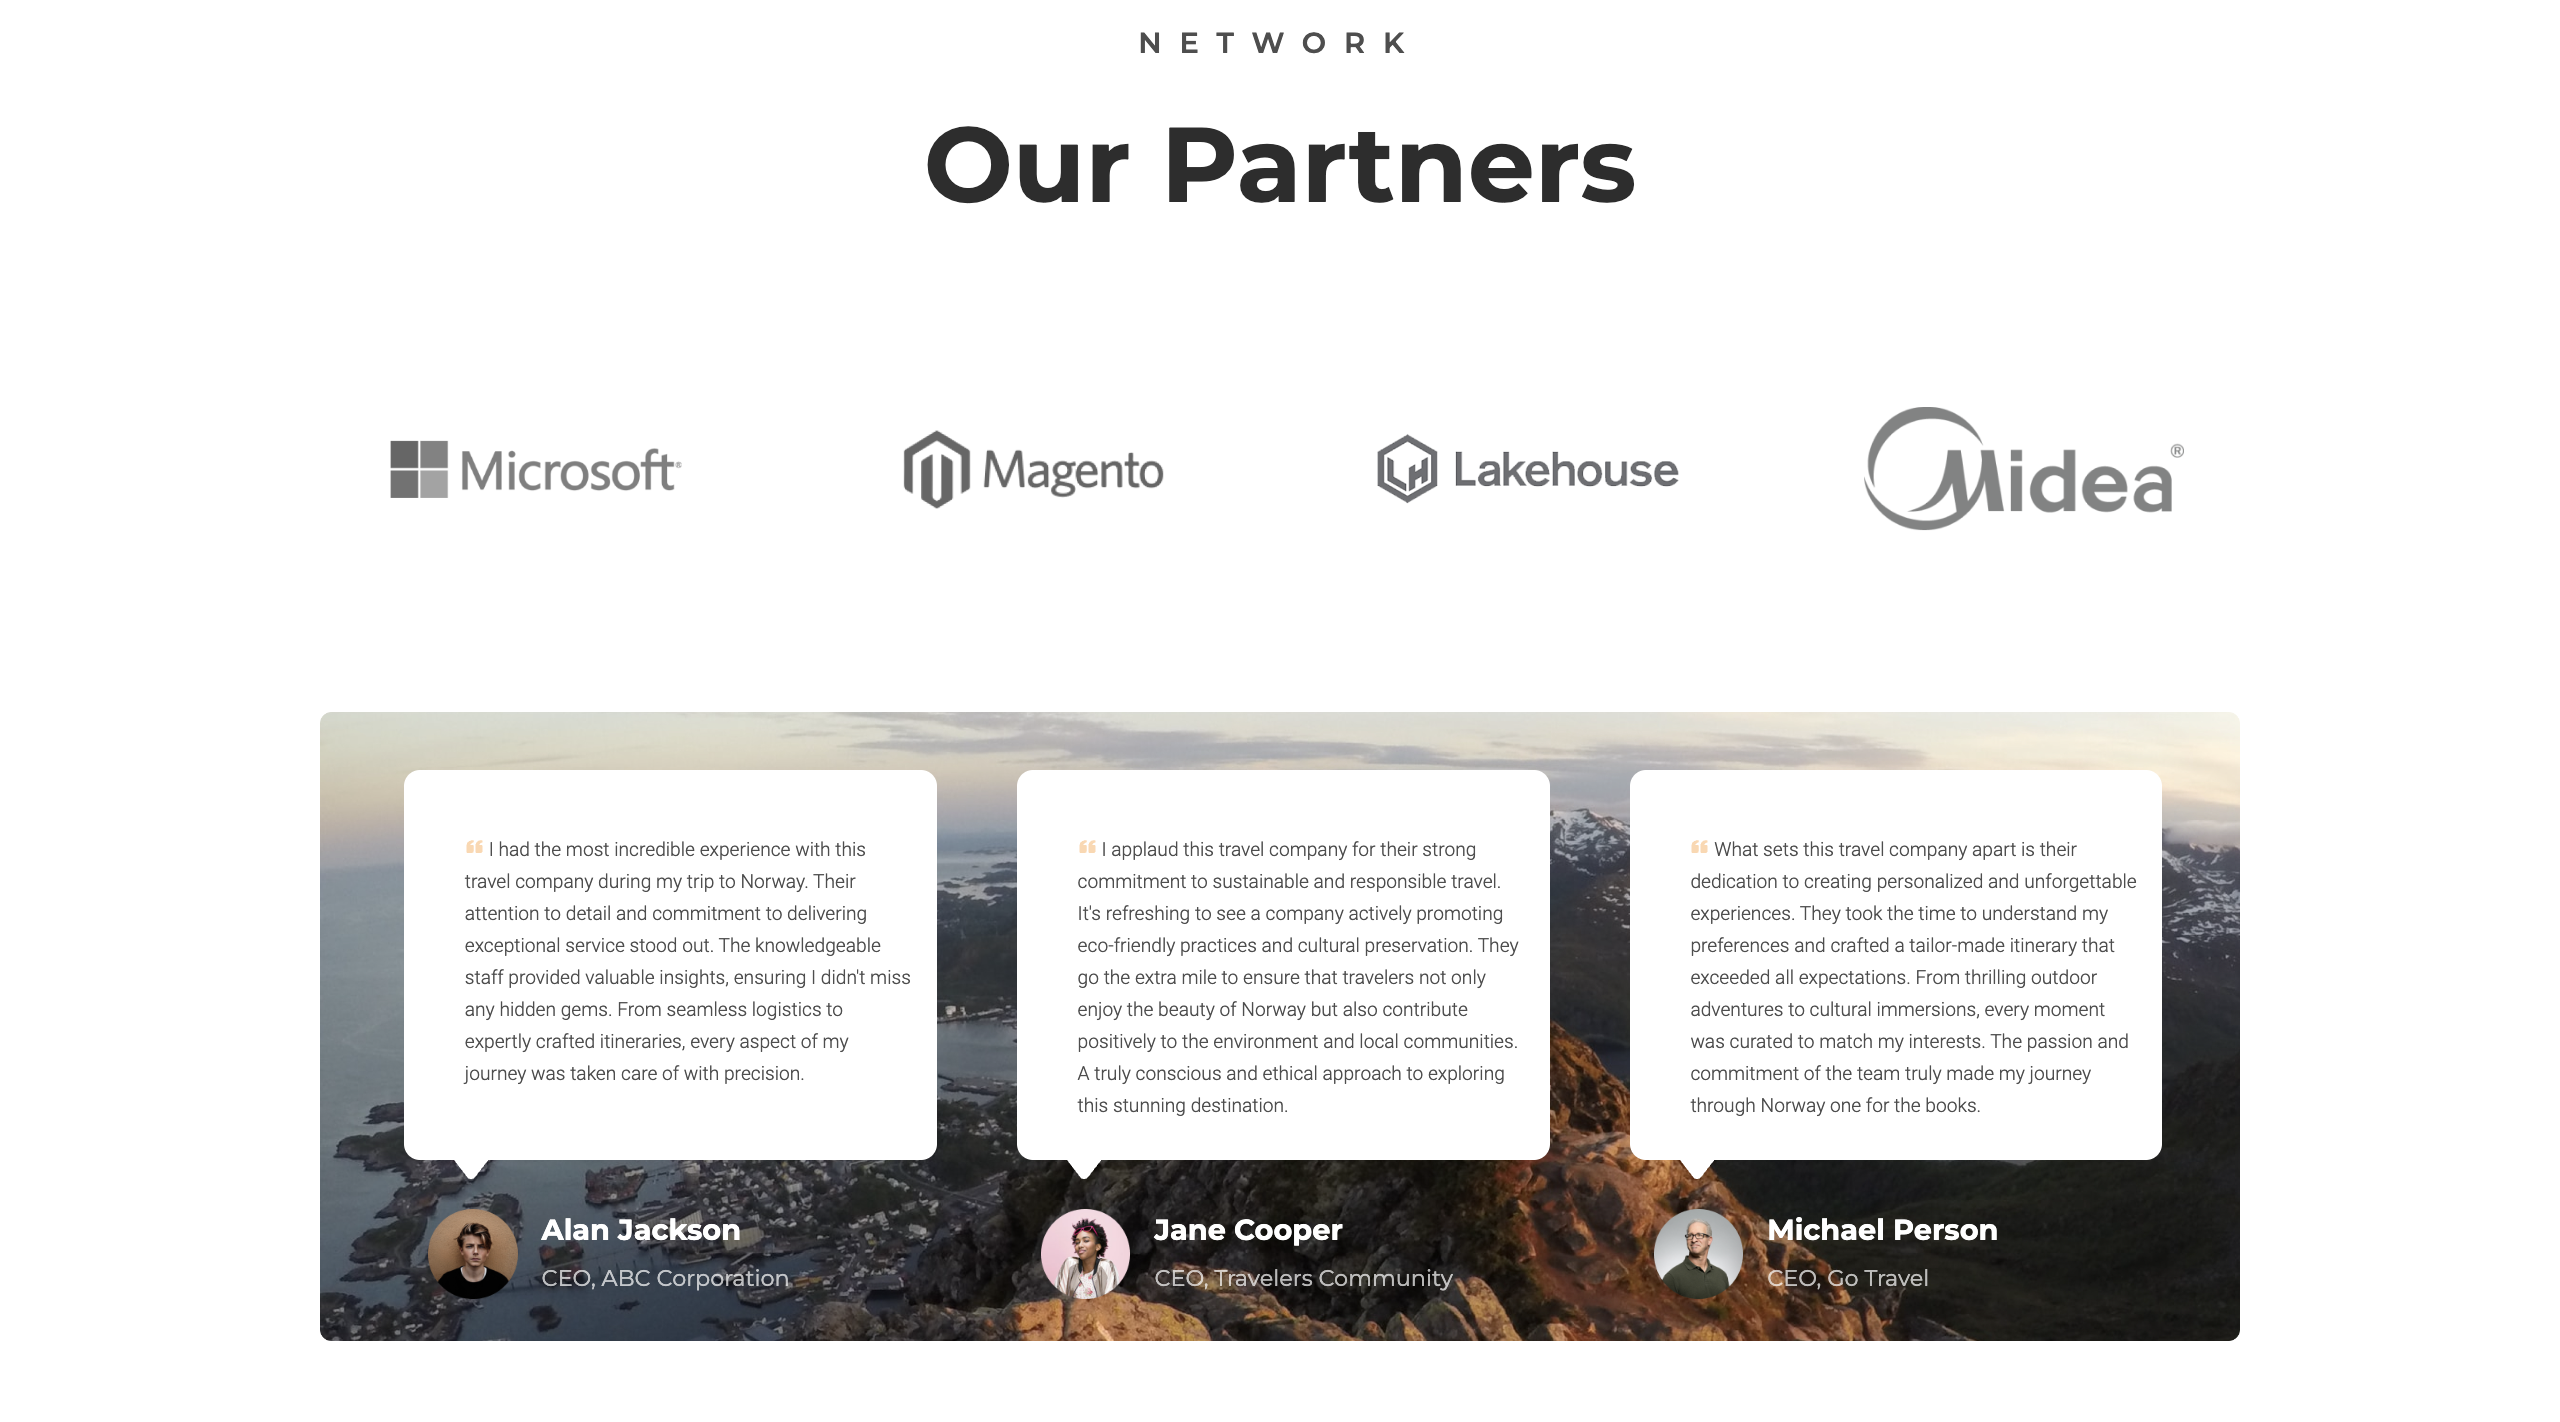 NETWORK
Our Partners
Microsoft
Magento
LH Lakehouse
Midea®
“ I had the most incredible experience with this
travel company during my trip to Norway. Their
attention to detail and commitment to delivering
exceptional service stood out. The knowledgeable
staff provided valuable insights, ensuring I didn't miss
any hidden gems. From seamless logistics to
expertly crafted itineraries, every aspect of my
journey was taken care of with precision.
Alan Jackson
CEO, ABC Corporation
“ I applaud this travel company for their strong
commitment to sustainable and responsible travel.
It's refreshing to see a company actively promoting
eco-friendly practices and cultural preservation. They
go the extra mile to ensure that travelers not only
enjoy the beauty of Norway but also contribute
positively to the environment and local communities.
A truly conscious and ethical approach to exploring
this stunning destination.
Jane Cooper
CEO, Travelers Community
“ What sets this travel company apart is their
dedication to creating personalized and unforgettable
experiences. They took the time to understand my
preferences and crafted a tailor-made itinerary that
exceeded all expectations. From thrilling outdoor
adventures to cultural immersions, every moment
was curated to match my interests. The passion and
commitment of the team truly made my journey
through Norway one for the books.
Michael Person
CEO, Go Travel